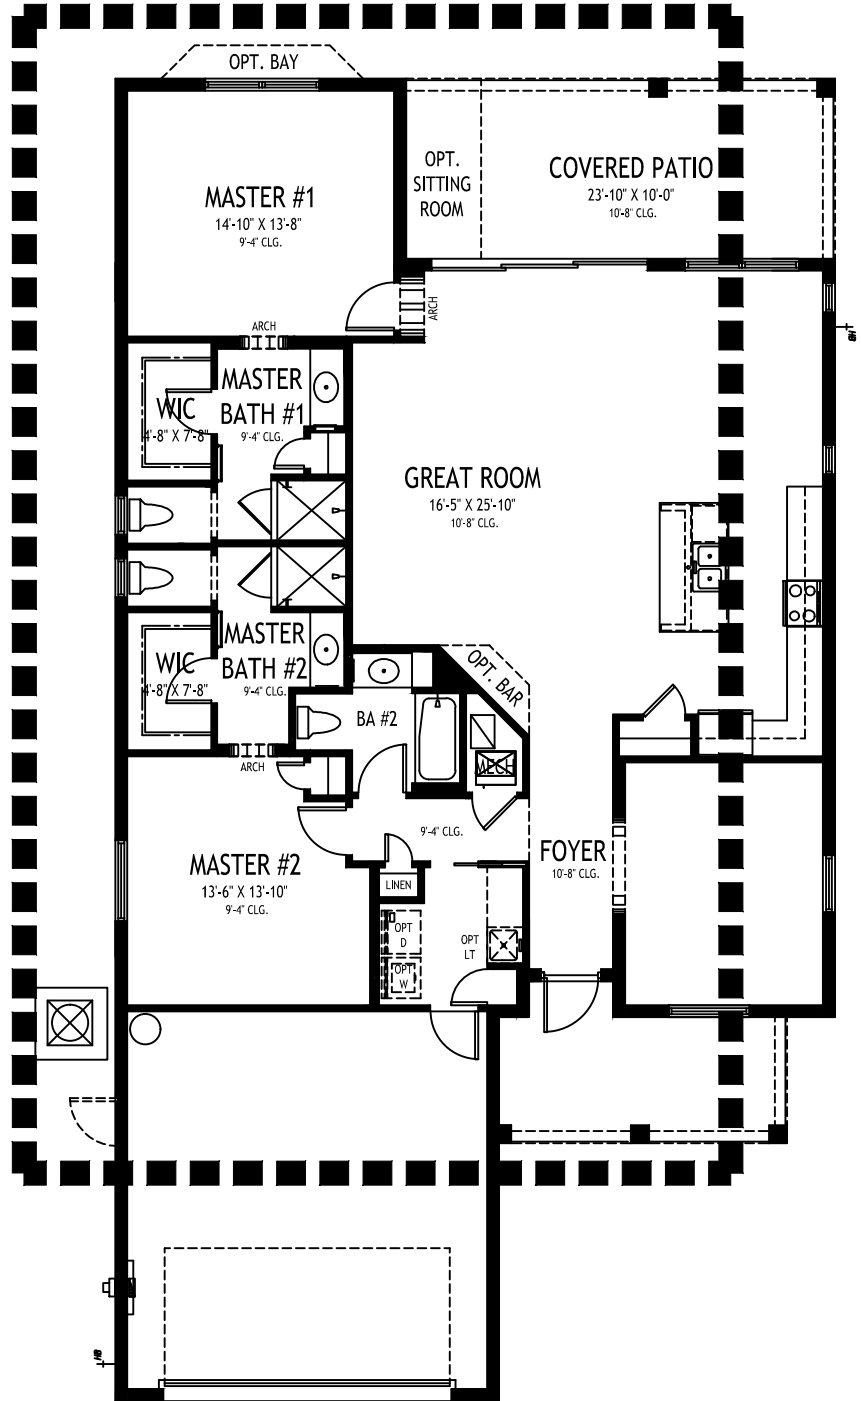 OPT. BAY
OPT.
SITTING
ROOM
COVERED PATIO
23'-10" X 10'-0"
10'-8" CLG.
MASTER #1
14'-10" X 13'-8"
9'-4" CLG.
ARCH
ARCH
HB
MASTER
BATH #1
9'-4" CLG.
WIC
4'-8" X 7'-8"
GREAT ROOM
16'-5" X 25'-10"
10'-8" CLG.
MASTER
BATH #2
9'-4" CLG.
WIC
4'-8" X 7'-8"
OPT. BAR
BA #2
MECH
ARCH
9'-4" CLG.
FOYER
10'-8" CLG.
MASTER #2
13'-6" X 13'-10"
9'-4" CLG.
LINEN
OPT
D
OPT
LT
OPT
W
HB